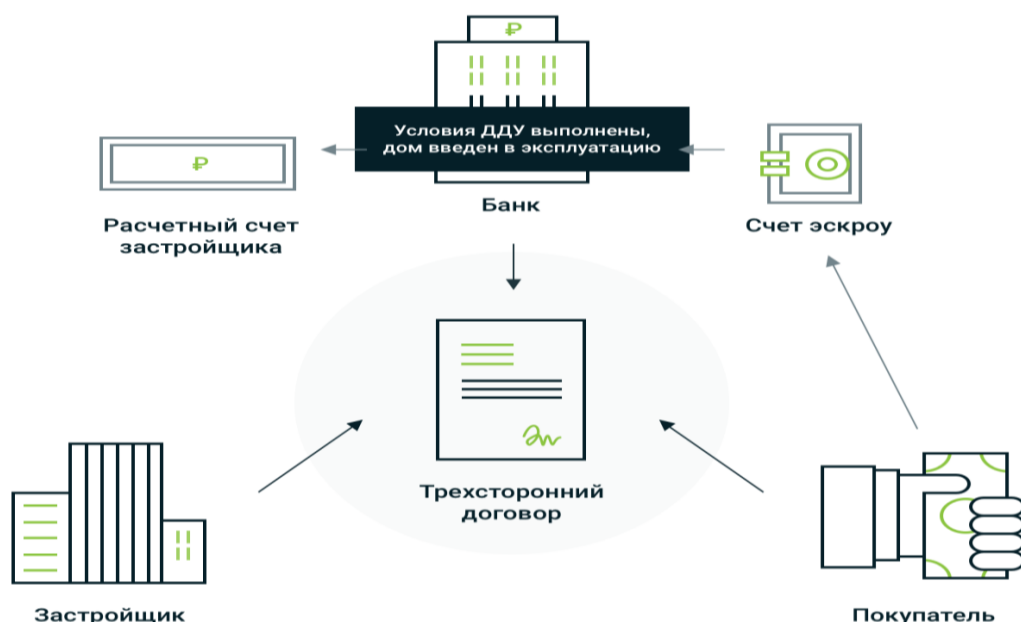 ₽
Условия ДДУ выполнены,
дом введен в эксплуатацию
₽
Банк
Расчетный счет
застройщика
Счет эскроу
Трехсторонний
договор
Застройщик
Покупатель